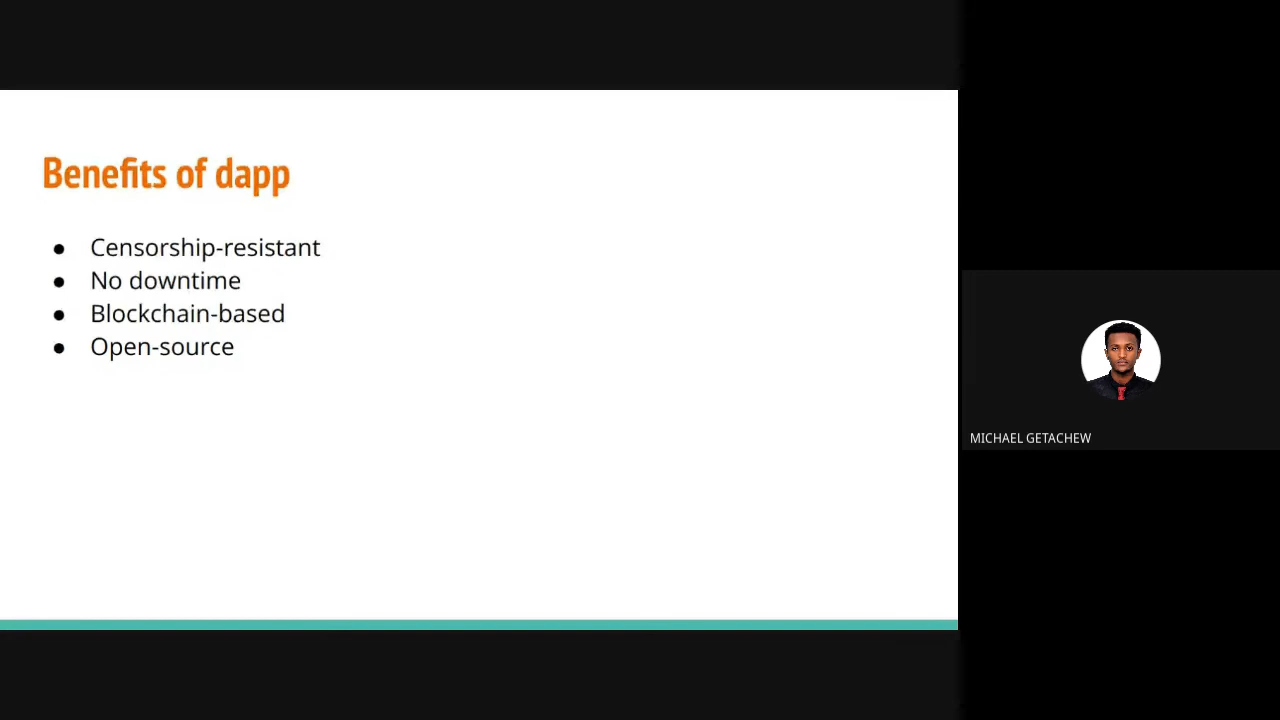 Benefits of dapp
● Censorship-resistant
● No downtime
● Blockchain-based
● Open-source
MICHAEL GETACHEW